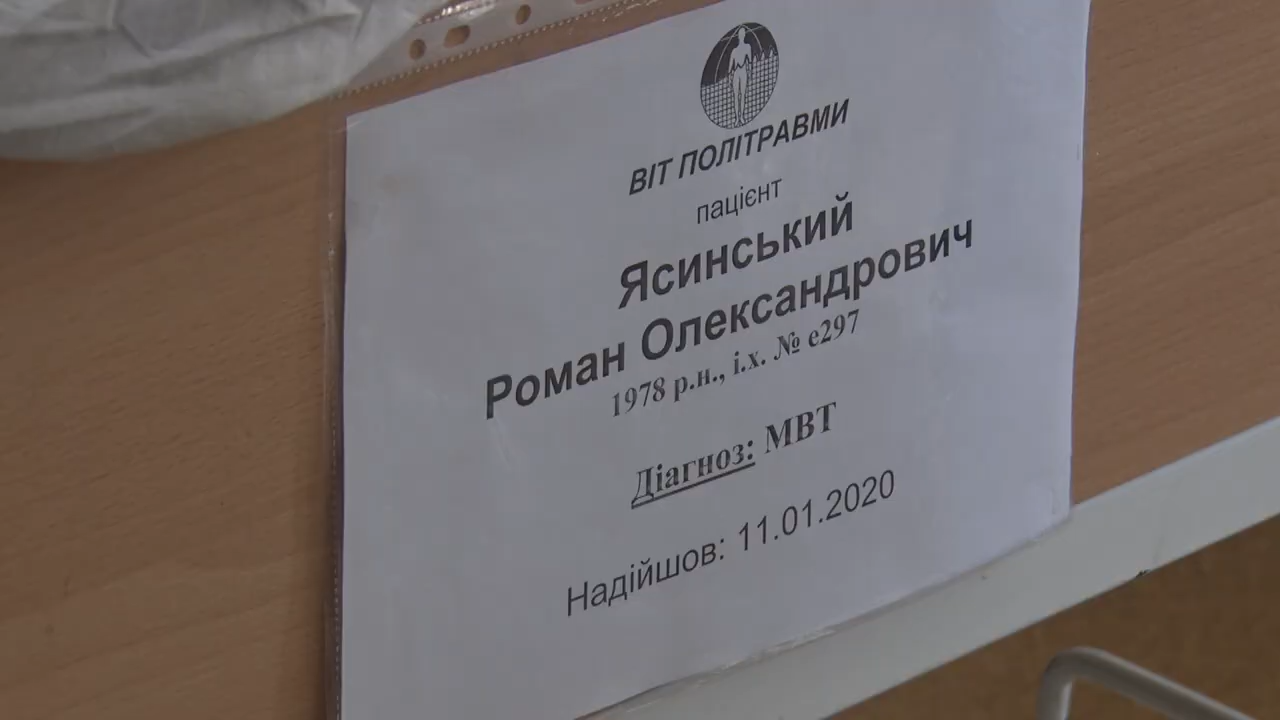 ВІТ ПОЛІТРАВМИ
пацієнт
Ясинський
Роман Олександрович
1978 р.н., і.х. № е297
Діагноз: МВТ
Надійшов: 11.01.2020